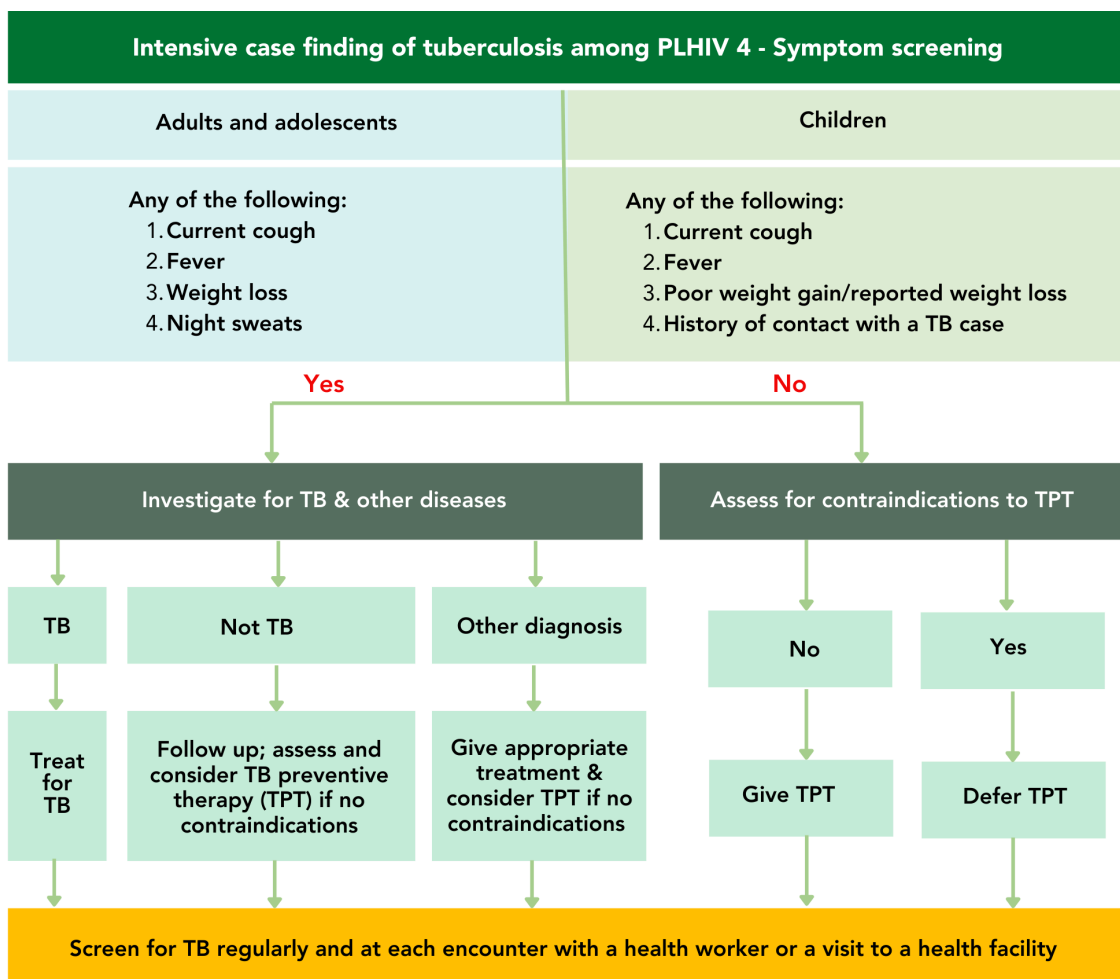 Intensive case finding of tuberculosis among PLHIV 4 - Symptom screening
Adults and adolescents
Children
Any of the following:
1. Current cough
2. Fever
3. Weight loss
4. Night sweats
Any of the following:
1. Current cough
2. Fever
3. Poor weight gain/reported weight loss
4. History of contact with a TB case
Yes
No
Investigate for TB & other diseases
Assess for contraindications to TPT
TB
Not TB
Other diagnosis
No
Yes
Treat
for
TB
Follow up; assess and
consider TB preventive
therapy (TPT) if no
contraindications
Give appropriate
treatment &
consider TPT if no
contraindications
Give TPT
Defer TPT
Screen for TB regularly and at each encounter with a health worker or a visit to a health facility